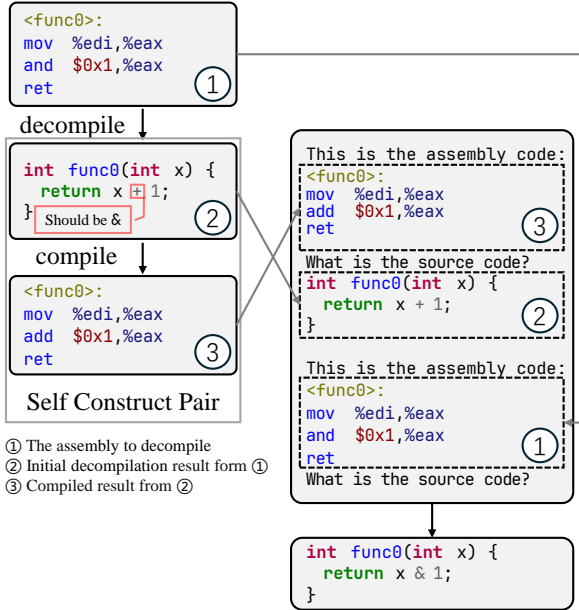 <func0>:
mov %edi,%eax
and $0x1,%eax
ret
①
decompile
int func0(int x) {
return x + 1;
}
Should be &
②
compile
<func0>:
mov %edi,%eax
add $0x1,%eax
ret
③
Self Construct Pair
① The assembly to decompile
② Initial decompilation result form ①
③ Compiled result from ②
This is the assembly code:
<func0>:
mov %edi,%eax
add $0x1,%eax
ret
③
What is the source code?
int func0(int x) {
return x + 1;
}
②
This is the assembly code:
<func0>:
mov %edi,%eax
and $0x1,%eax
ret
①
What is the source code?
int func0(int x) {
return x & 1;
}